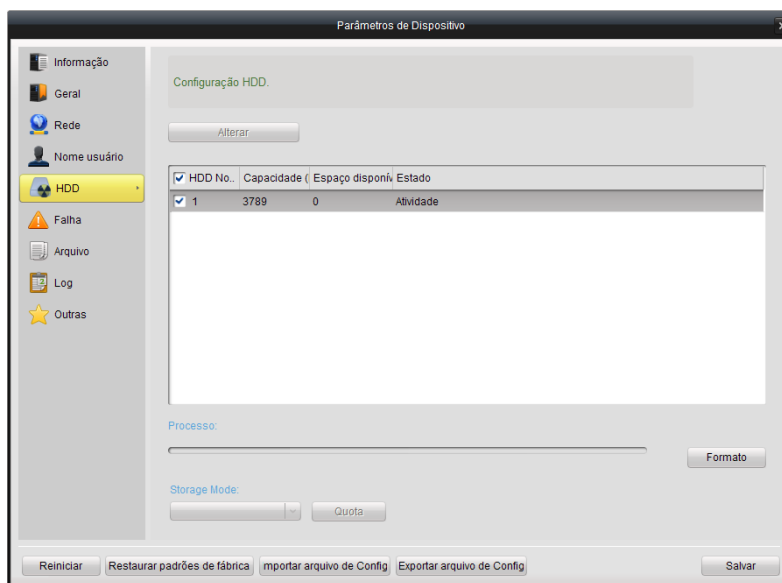 Parâmetros de Dispositivo
Informação
Geral
Rede
Nome usuário
HDD
Falha
Arquivo
Log
Outras
Configuração HDD.
Alterar
HDD No.. Capacidade ( Espaço disponív Estado
1 3789 0 Atividade
Processo:
Formato
Storage Mode:
Quota
Reiniciar Restaurar padrões de fábrica mportar arquivo de Config Exportar arquivo de Config Salvar